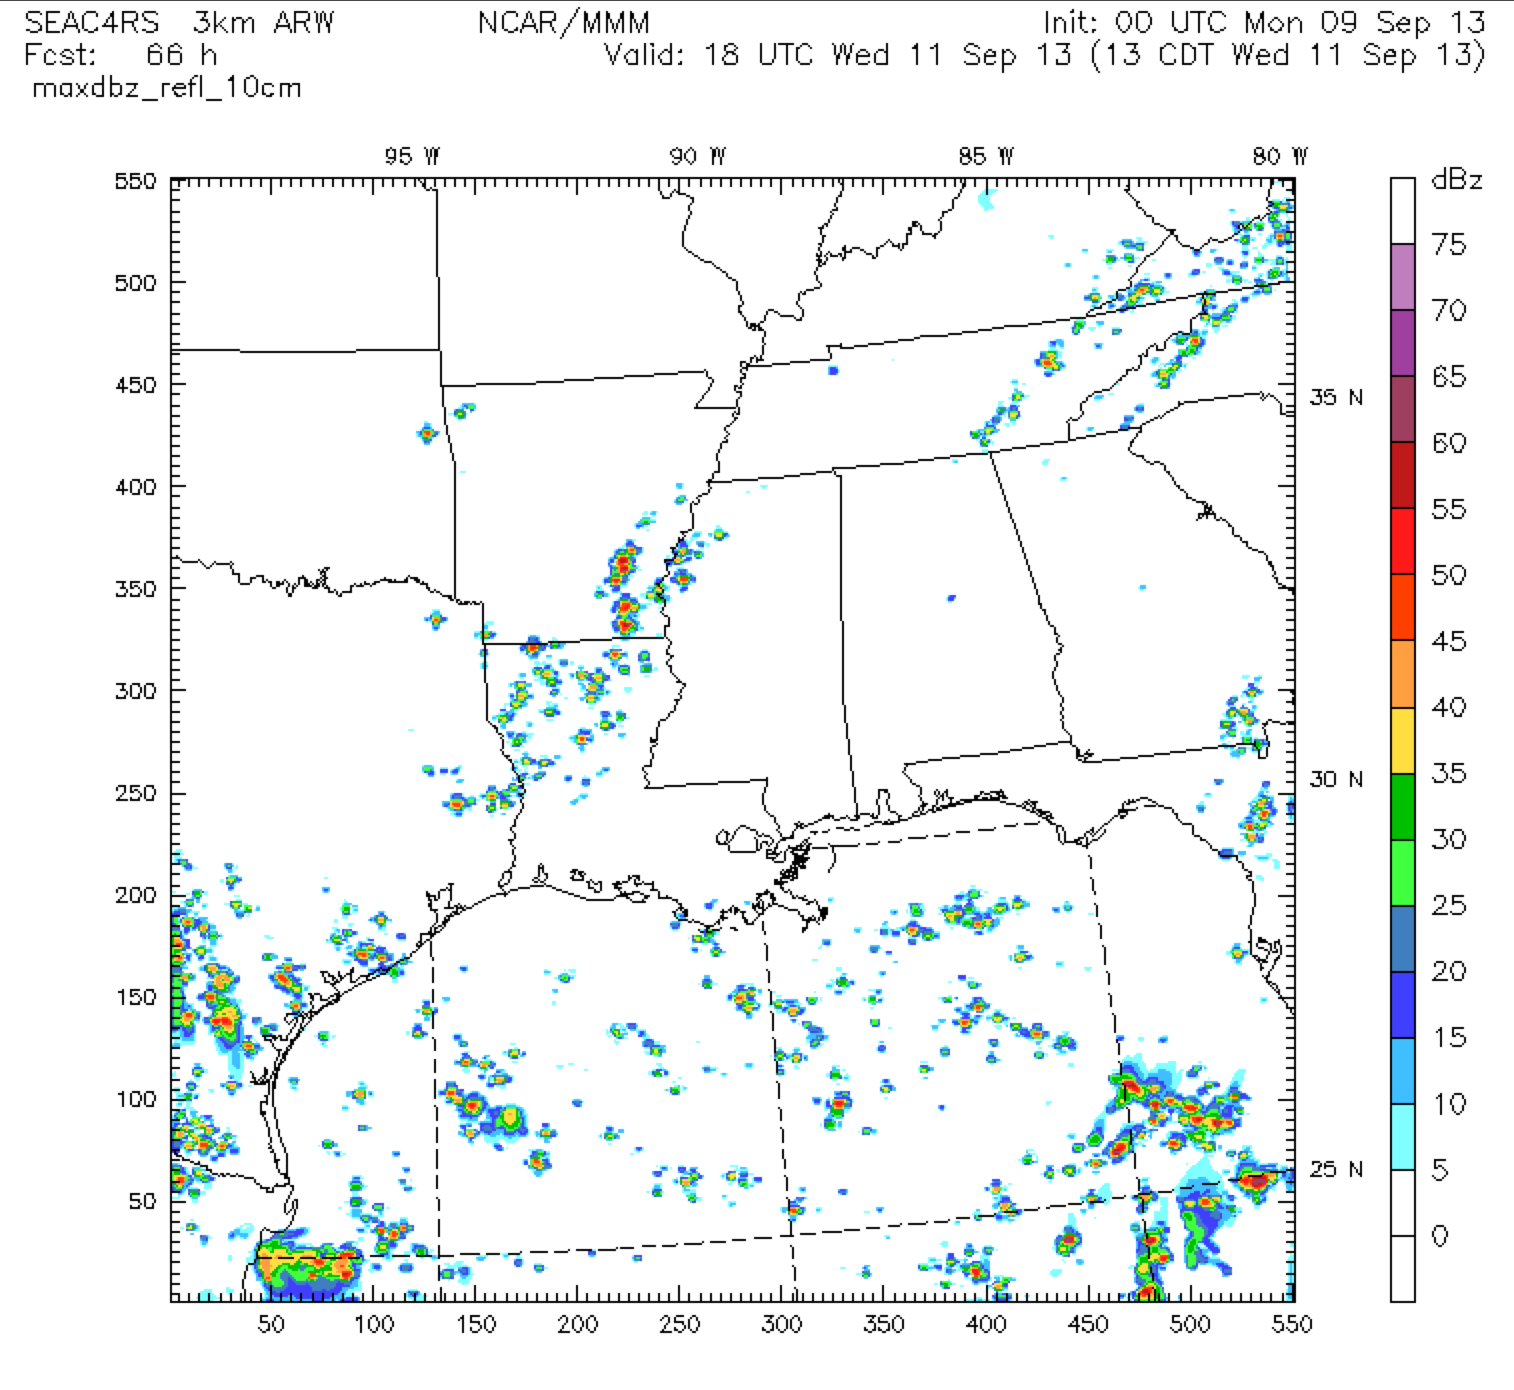 SEAC4RS 3km ARW NCAR/MMM Init: 00 UTC Mon 09 Sep 13
Fcst: 66 h Valid: 18 UTC Wed 11 Sep 13 (13 CDT Wed 11 Sep 13)
maxdbz_refl_10cm
95 W 90 W 85 W 80 W
550 dBz
75
500
70
450 65
35 N
60
400
55
350 50
45
300
40
30 N
250 35
30
200
25
150 20
15
100 10
25 N 5
50
0
50 100 150 200 250 300 350 400 450 500 550